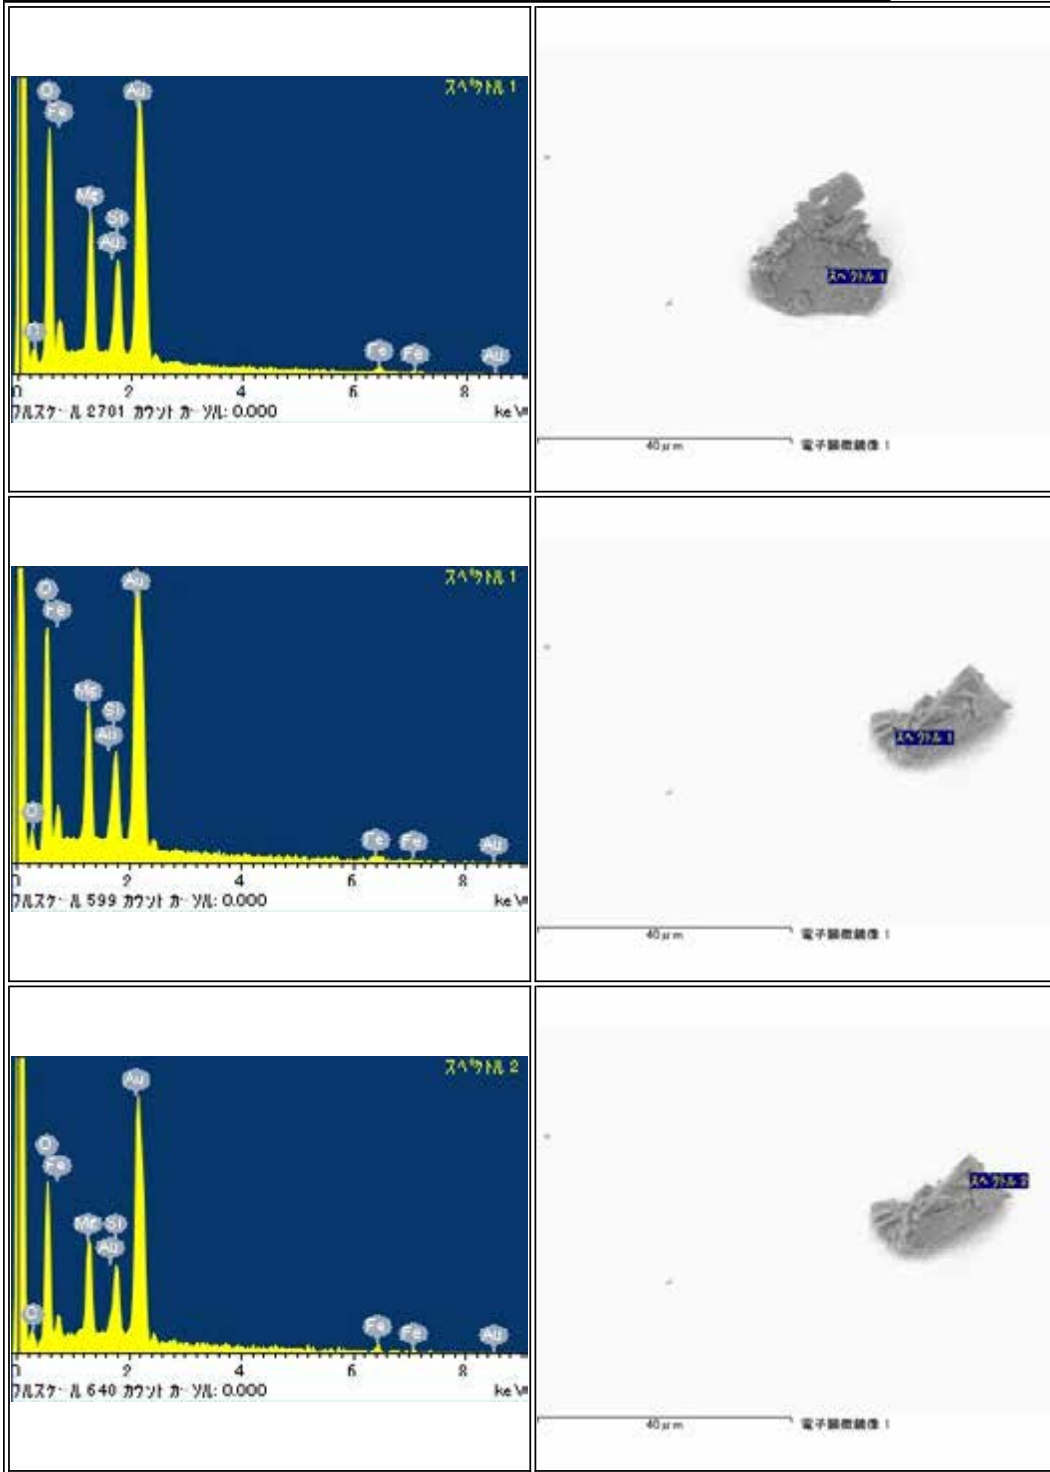 スペクトル 1
O
Fe
Au
Mg
Si
Au
C
Fe
Fe
Au
0
2
4
6
8
フルスケール 2701 カウント カーソル: 0.000
keV
スペクトル 1
40μm
電子顕微鏡像 1
スペクトル 1
O
Fe
Au
Mg
Si
Au
C
Fe
Fe
Au
0
2
4
6
8
フルスケール 599 カウント カーソル: 0.000
keV
スペクトル 1
40μm
電子顕微鏡像 1
スペクトル 2
Au
O
Fe
Mg
Si
Au
C
Fe
Fe
Au
0
2
4
6
8
フルスケール 640 カウント カーソル: 0.000
keV
スペクトル 2
40μm
電子顕微鏡像 1